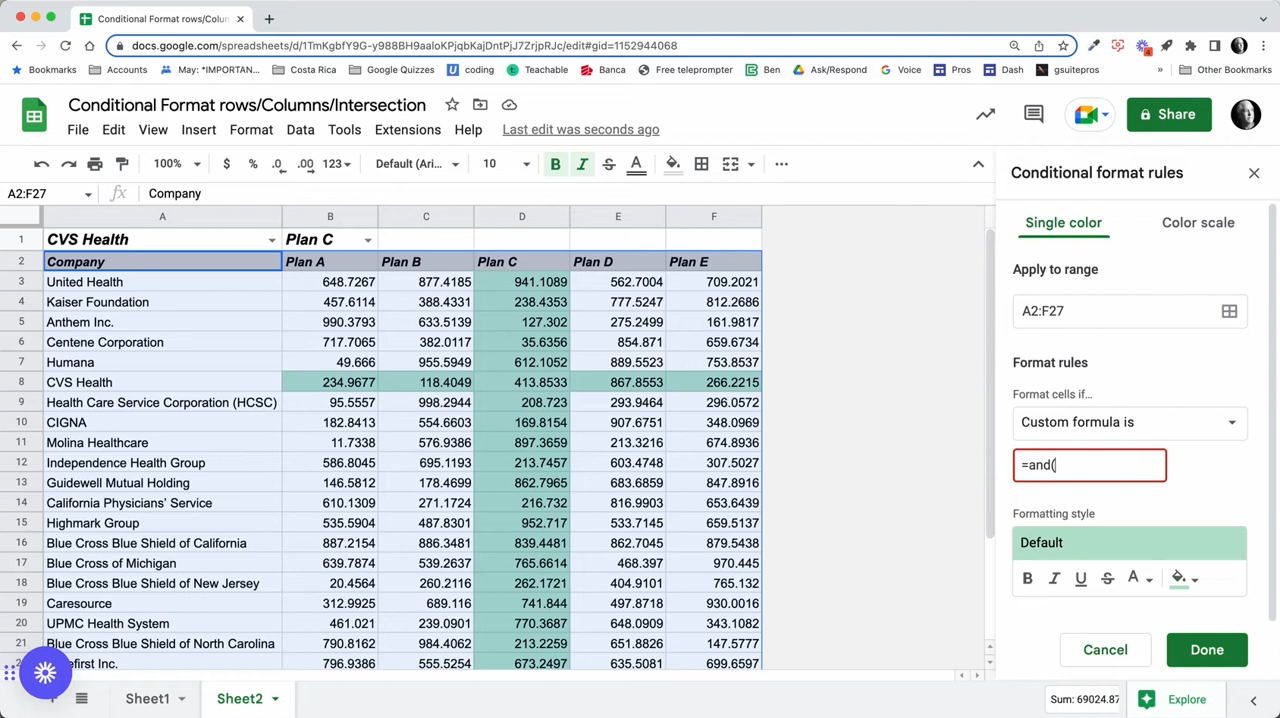 Conditional Format rows/Colun
docs.google.com/spreadsheets/d/1TmKgbfY9G-y988BH9aaloKPjqbKajDntPjJ7ZrjpRJc/edit#gid=1152944068
Bookmarks Accounts May: *IMPORTAN... Costa Rica Google Quizzes coding Teachable Banca Free teleprompter Ben Ask/Respond Voice Pros Dash gsuitepros » Other Bookmarks
Conditional Format rows/Columns/Intersection
Share
File Edit View Insert Format Data Tools Extensions Help Last edit was seconds ago
100% $ % .0 .00 123 Default (Ari... 10 B I S A ...
A2:F27 fx Company
Conditional format rules
A B C D E F
Single color Color scale
1 CVS Health Plan C
2 Company Plan A Plan B Plan C Plan D Plan E
3 United Health 648.7267 877.4185 941.1089 562.7004 709.2021
4 Kaiser Foundation 457.6114 388.4331 238.4353 777.5247 812.2686
5 Anthem Inc. 990.3793 633.5139 127.302 275.2499 161.9817
6 Centene Corporation 717.7065 382.0117 35.6356 854.871 659.6734
7 Humana 49.666 955.5949 612.1052 889.5523 753.8537
8 CVS Health 234.9677 118.4049 413.8533 867.8553 266.2215
9 Health Care Service Corporation (HCSC) 95.5557 998.2944 208.723 293.9464 296.0572
10 CIGNA 182.8413 554.6603 169.8154 907.6751 348.0969
11 Molina Healthcare 11.7338 576.9386 897.3659 213.3216 674.8936
12 Independence Health Group 586.8045 695.1193 213.7457 603.4748 307.5027
13 Guidewell Mutual Holding 146.5812 178.4699 862.7965 683.6859 847.8916
14 California Physicians' Service 610.1309 271.1724 216.732 816.9903 653.6439
15 Highmark Group 535.5904 487.8301 952.717 533.7145 659.5137
16 Blue Cross Blue Shield of California 887.2154 886.3481 839.4481 862.7045 879.5438
17 Blue Cross of Michigan 639.7874 539.2637 765.6614 468.397 970.445
18 Blue Cross Blue Shield of New Jersey 20.4564 260.2116 262.1721 404.9101 765.132
19 Caresource 312.9925 689.116 741.844 497.8718 930.0016
20 UPMC Health System 461.021 239.0901 770.3687 648.0909 343.1082
21 Blue Cross Blue Shield of North Carolina 790.8162 984.4062 213.2259 651.8826 147.5777
efirst Inc. 796.9386 555.5254 673.2497 635.5081 699.6597
Apply to range
A2:F27
Format rules
Format cells if...
Custom formula is
=and(
Formatting style
Default
B I U S A
Cancel Done
Sheet1 Sheet2 Sum: 69024.87 Explore